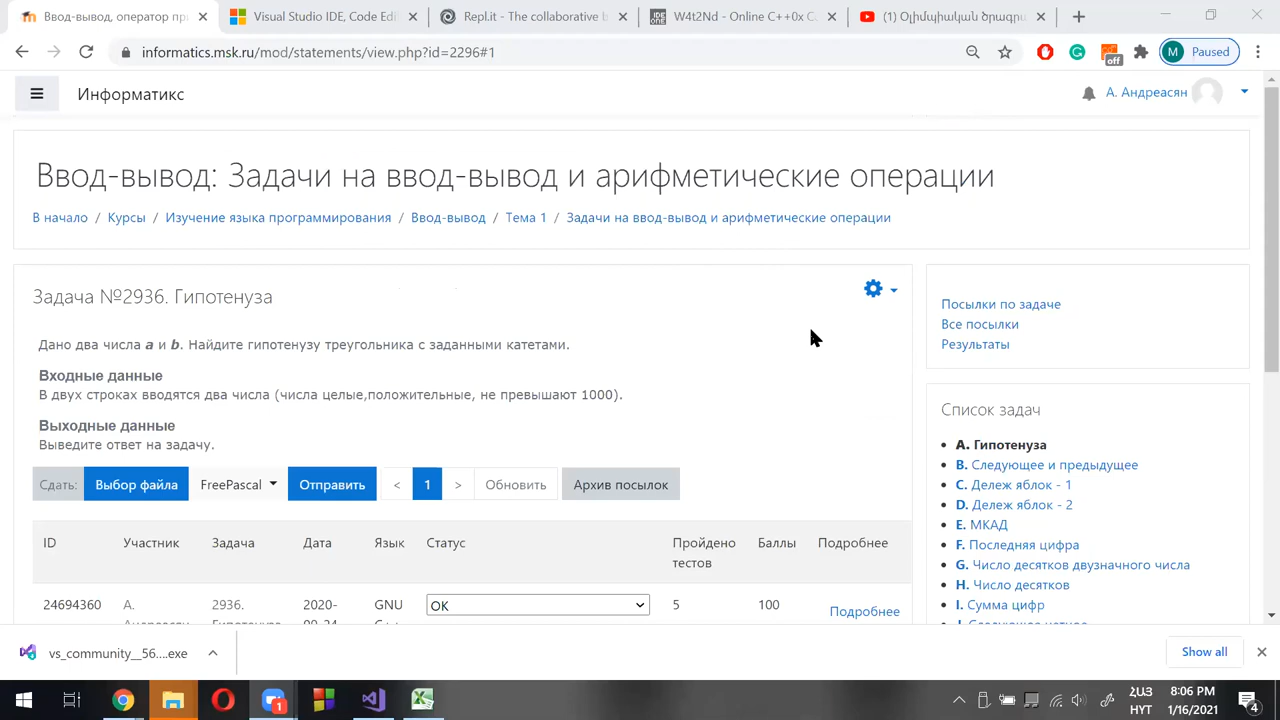 Ввод-вывод, оператор пр
Visual Studio IDE, Code Edi
Repl.it - The collaborative b
W4t2Nd - Online C++0x Co
(1) Օլիմպիական ծրագրա
informatics.msk.ru/mod/statements/view.php?id=2296#1
off
M Paused
Информатикс
А. Андреасян
Ввод-вывод: Задачи на ввод-вывод и арифметические операции
В начало / Курсы / Изучение языка программирования / Ввод-вывод / Тема 1 / Задачи на ввод-вывод и арифметические операции
Задача №2936. Гипотенуза
Дано два числа a и b. Найдите гипотенузу треугольника с заданными катетами.
Входные данные
В двух строках вводятся два числа (числа целые,положительные, не превышают 1000).
Выходные данные
Выведите ответ на задачу.
Сдать: Выбор файла FreePascal Отправить < 1 > Обновить Архив посылок
ID Участник Задача Дата Язык Статус Пройдено тестов Баллы Подробнее
24694360 А. 2936. 2020- GNU OK 5 100 Подробнее
Посылки по задаче
Все посылки
Результаты
Список задач
A. Гипотенуза
B. Следующее и предыдущее
C. Дележ яблок - 1
D. Дележ яблок - 2
E. МКАД
F. Последняя цифра
G. Число десятков двузначного числа
H. Число десятков
I. Сумма цифр
vs_community__56....exe
Show all
ՀԱՅ
HYT
8:06 PM
1/16/2021
4